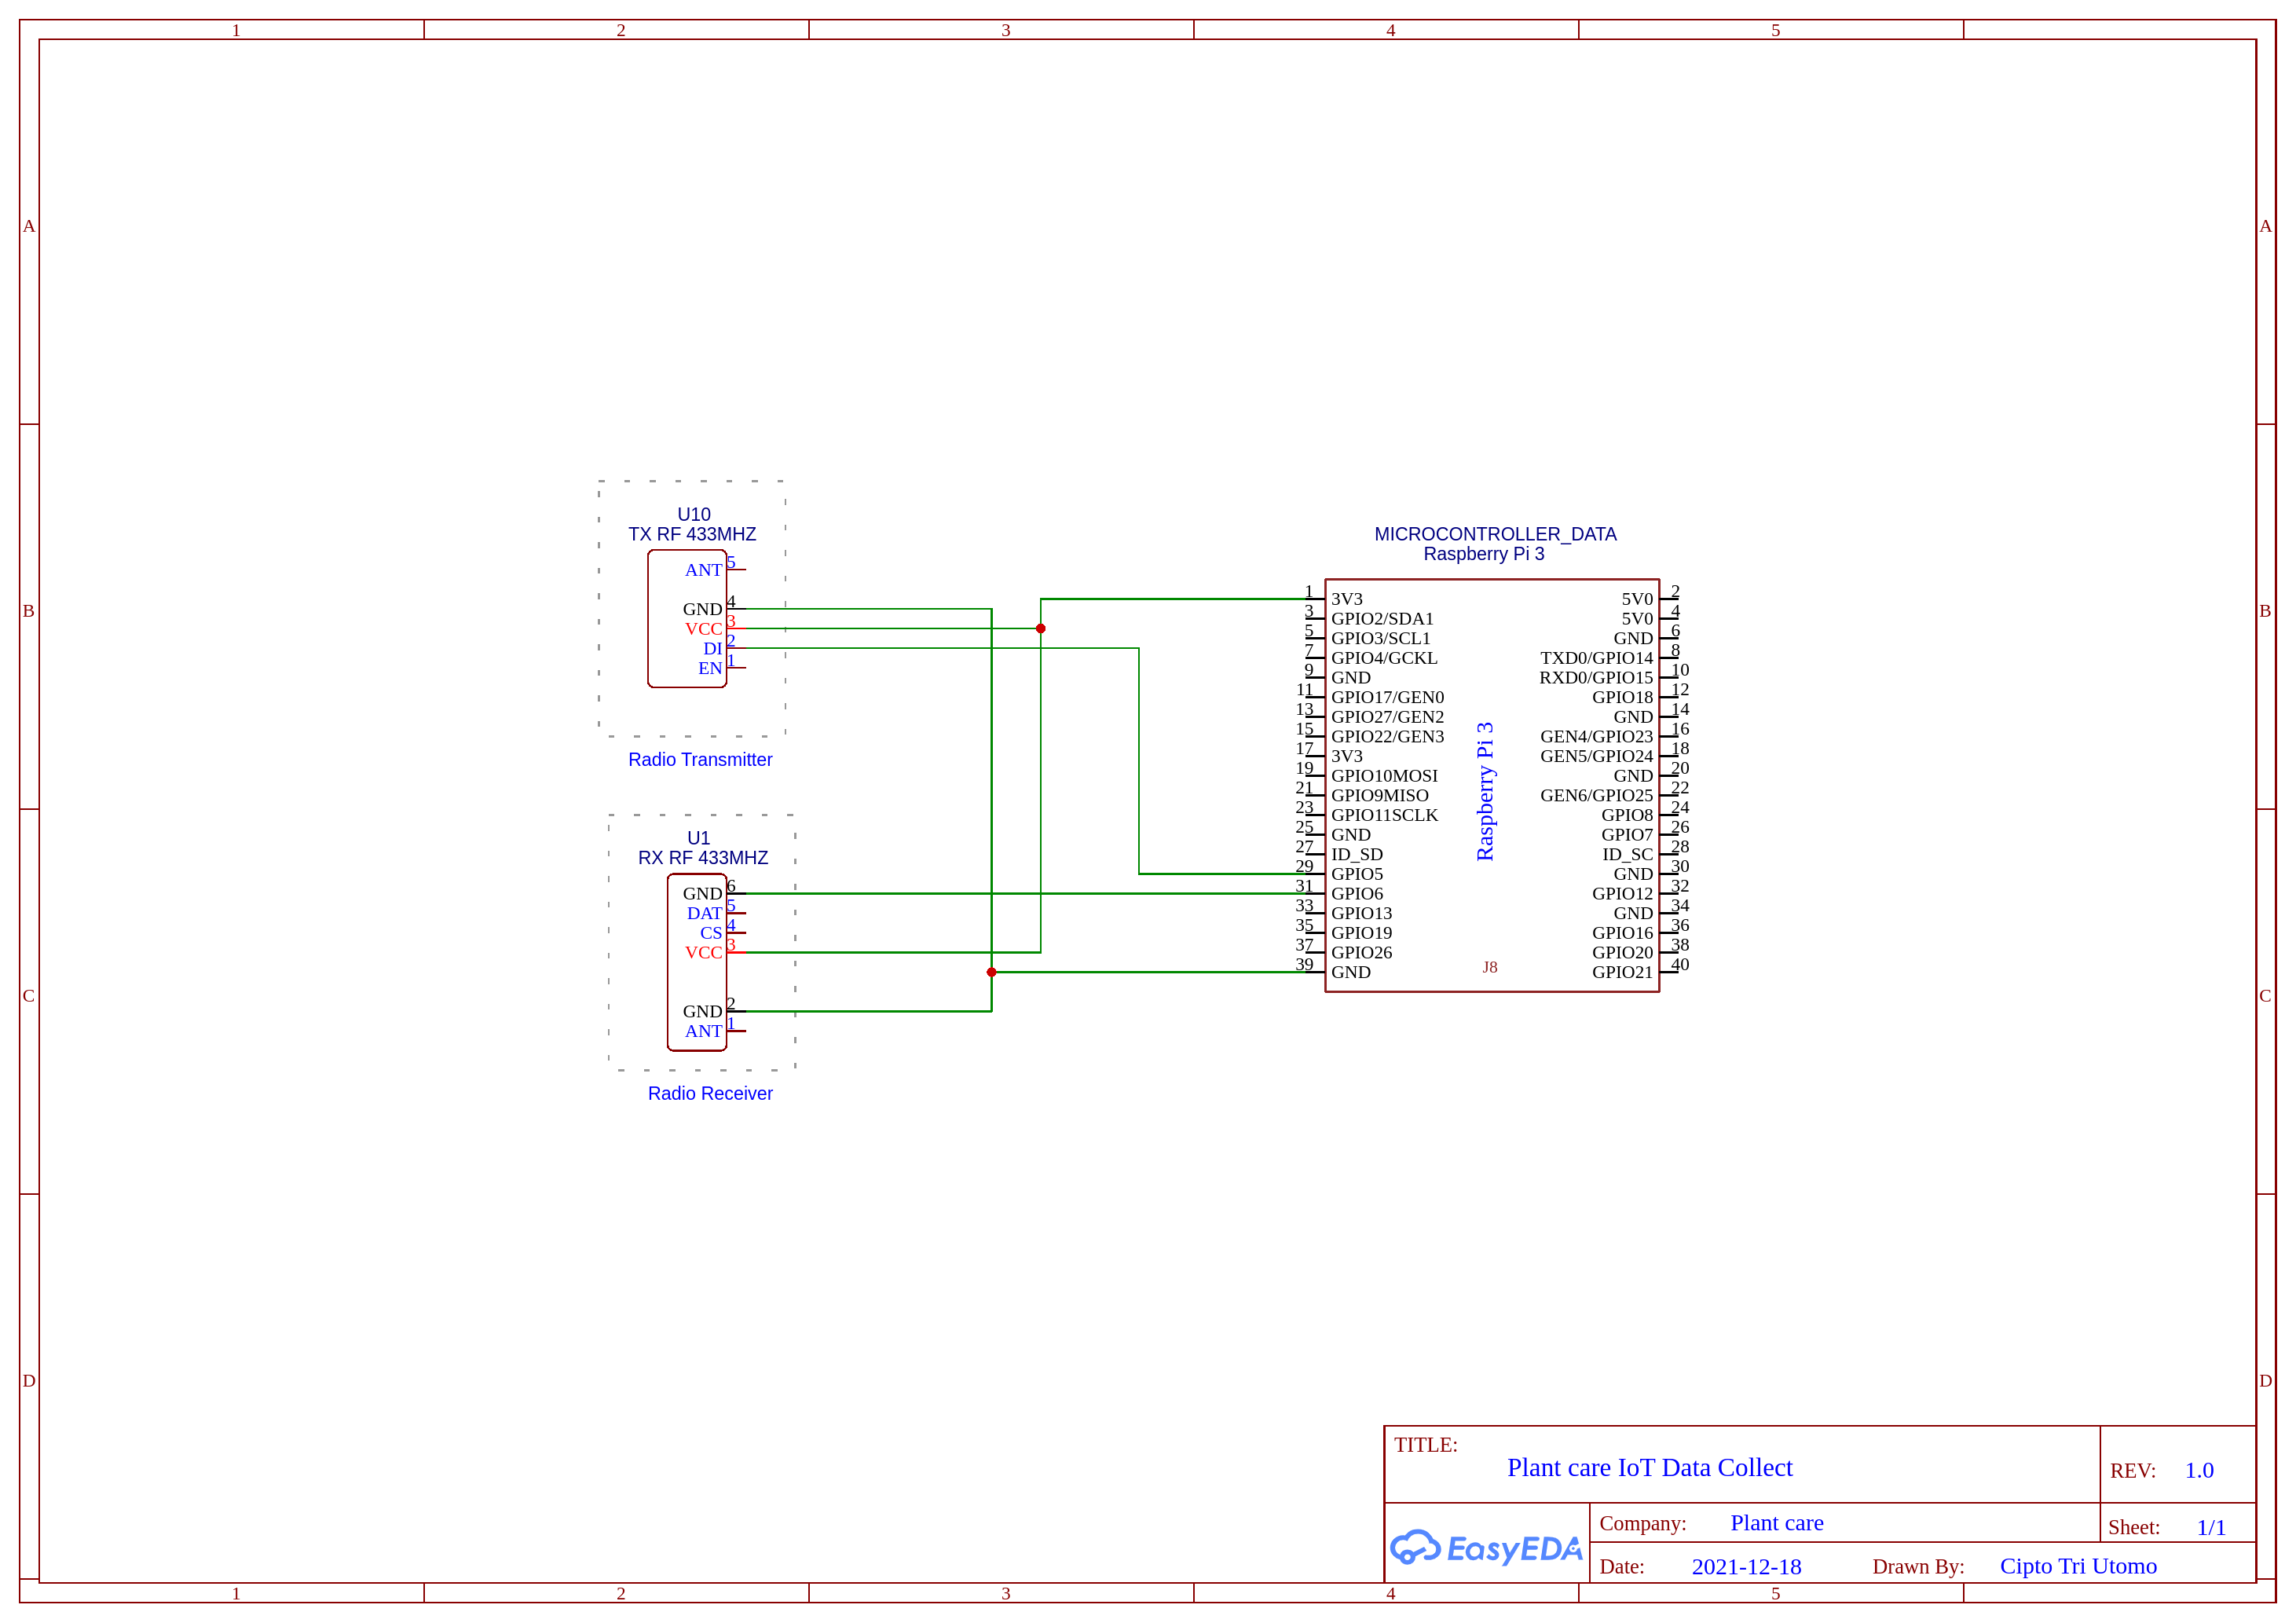 1 2 3 4 5
A A
B B
C C
D D
U10
TX RF 433MHZ
ANT 5
GND 4
VCC 3
DI 2
EN 1
Radio Transmitter
U1
RX RF 433MHZ
GND 6
DAT 5
CS 4
VCC 3
GND 2
ANT 1
Radio Receiver
MICROCONTROLLER_DATA
Raspberry Pi 3
1 3V3 5V0 2
3 GPIO2/SDA1 5V0 4
5 GPIO3/SCL1 GND 6
7 GPIO4/GCKL TXD0/GPIO14 8
9 GND RXD0/GPIO15 10
11 GPIO17/GEN0 GPIO18 12
13 GPIO27/GEN2 GND 14
15 GPIO22/GEN3 GEN4/GPIO23 16
17 3V3 GEN5/GPIO24 18
19 GPIO10MOSI GND 20
21 GPIO9MISO GEN6/GPIO25 22
23 GPIO11SCLK GPIO8 24
25 GND GPIO7 26
27 ID_SD ID_SC 28
29 GPIO5 GND 30
31 GPIO6 GPIO12 32
33 GPIO13 GND 34
35 GPIO19 GPIO16 36
37 GPIO26 GPIO20 38
39 GND GPIO21 40
Raspberry Pi 3
J8
TITLE:
Plant care IoT Data Collect
REV: 1.0
EasyEDA
Company: Plant care
Sheet: 1/1
Date: 2021-12-18 Drawn By: Cipto Tri Utomo
1 2 3 4 5